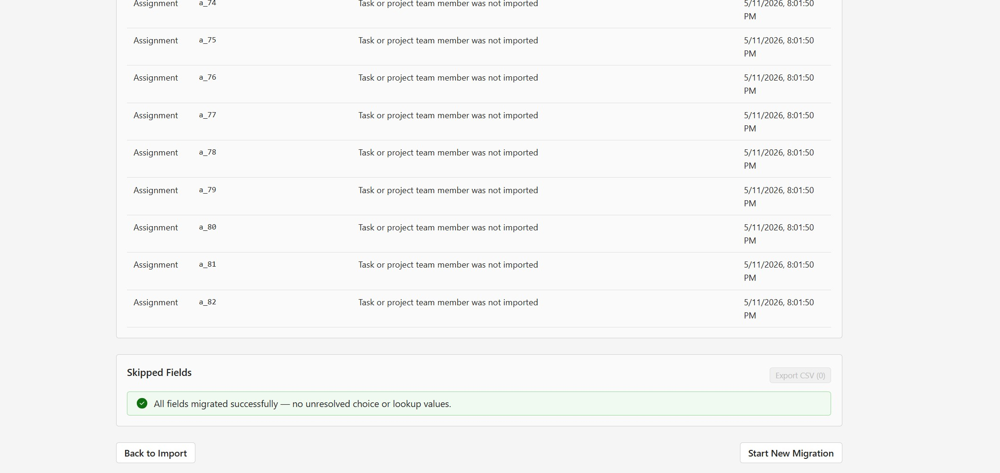 Assignment a_74 Task or project team member was not imported 5/11/2026, 8:01:50
PM
Assignment a_75 Task or project team member was not imported 5/11/2026, 8:01:50
PM
Assignment a_76 Task or project team member was not imported 5/11/2026, 8:01:50
PM
Assignment a_77 Task or project team member was not imported 5/11/2026, 8:01:50
PM
Assignment a_78 Task or project team member was not imported 5/11/2026, 8:01:50
PM
Assignment a_79 Task or project team member was not imported 5/11/2026, 8:01:50
PM
Assignment a_80 Task or project team member was not imported 5/11/2026, 8:01:50
PM
Assignment a_81 Task or project team member was not imported 5/11/2026, 8:01:50
PM
Assignment a_82 Task or project team member was not imported 5/11/2026, 8:01:50
PM
Skipped Fields Export CSV (0)
All fields migrated successfully — no unresolved choice or lookup values.
Back to Import Start New Migration